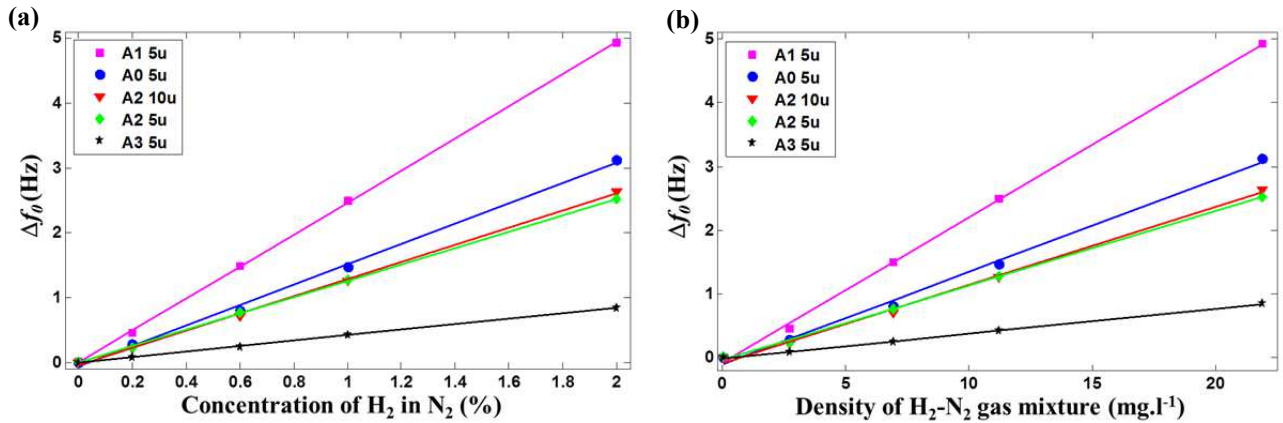 (a)
5
4
3
2
1
0
A1 5u
A0 5u
A2 10u
A2 5u
A3 5u
Δf₀ (Hz)
0 0.2 0.4 0.6 0.8 1 1.2 1.4 1.6 1.8 2
Concentration of H₂ in N₂ (%)
(b)
5
4
3
2
1
0
A1 5u
A0 5u
A2 10u
A2 5u
A3 5u
Δf₀ (Hz)
0 5 10 15 20
Density of H₂-N₂ gas mixture (mg.l⁻¹)